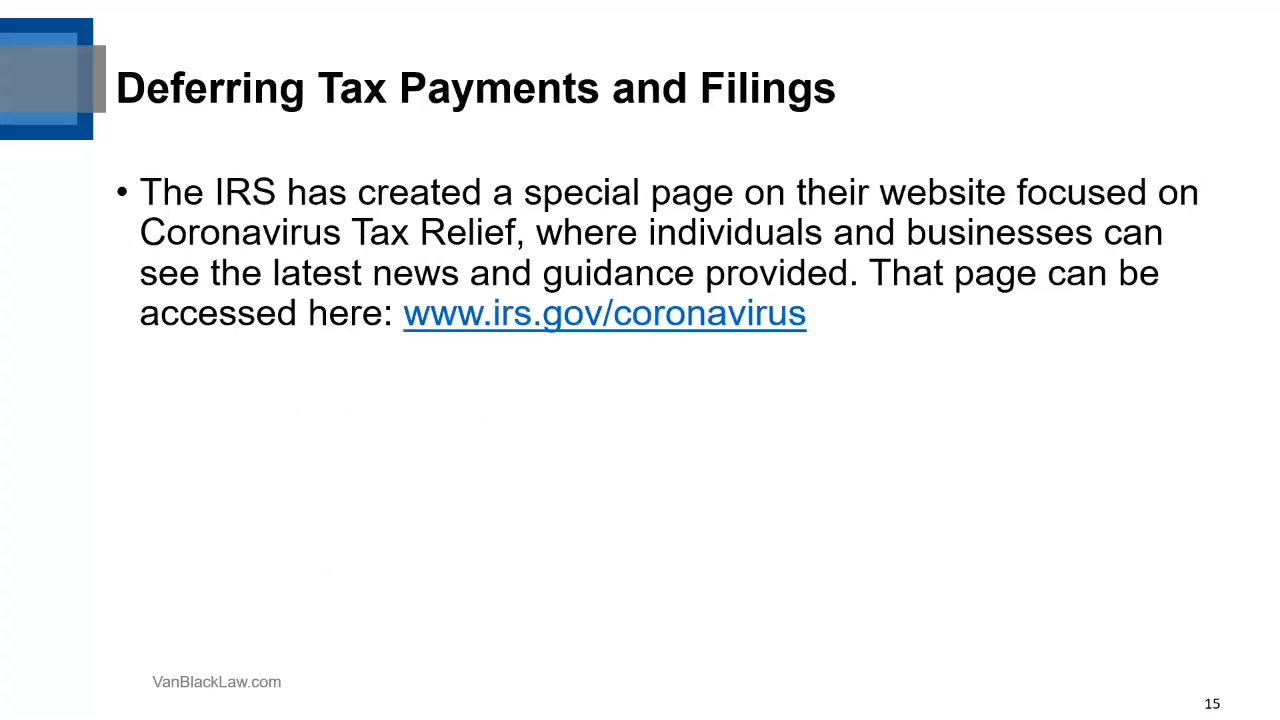 Deferring Tax Payments and Filings
• The IRS has created a special page on their website focused on
Coronavirus Tax Relief, where individuals and businesses can
see the latest news and guidance provided. That page can be
accessed here: www.irs.gov/coronavirus
VanBlackLaw.com
15